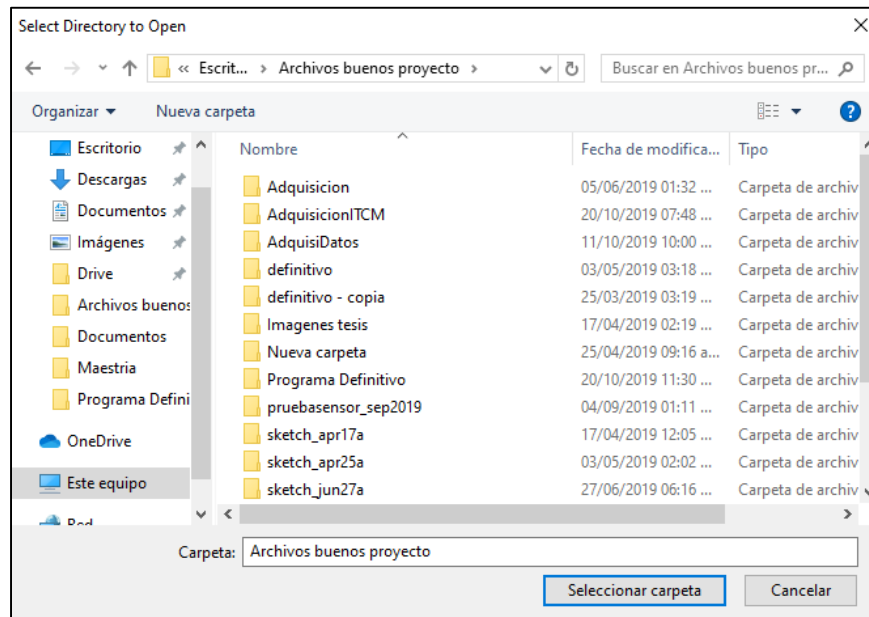 Select Directory to Open
« Escrit... › Archivos buenos proyecto ›
Buscar en Archivos buenos pr...
Organizar
Nueva carpeta
?
Escritorio
Descargas
Documentos
Imágenes
Drive
Archivos buenos
Documentos
Maestria
Programa Defini
OneDrive
Este equipo
Red
Nombre Fecha de modifica... Tipo
Adquisicion 05/06/2019 01:32 ... Carpeta de archiv
AdquisicionITCM 20/10/2019 07:48 ... Carpeta de archiv
AdquisiDatos 11/10/2019 10:00 ... Carpeta de archiv
definitivo 03/05/2019 03:18 ... Carpeta de archiv
definitivo - copia 25/03/2019 03:19 ... Carpeta de archiv
Imagenes tesis 17/04/2019 02:19 ... Carpeta de archiv
Nueva carpeta 25/04/2019 09:16 a... Carpeta de archiv
Programa Definitivo 20/10/2019 11:30 ... Carpeta de archiv
pruebasensor_sep2019 04/09/2019 01:11 ... Carpeta de archiv
sketch_apr17a 17/04/2019 12:05 ... Carpeta de archiv
sketch_apr25a 03/05/2019 02:02 ... Carpeta de archiv
sketch_jun27a 27/06/2019 06:16 ... Carpeta de archiv
Carpeta: Archivos buenos proyecto
Seleccionar carpeta
Cancelar